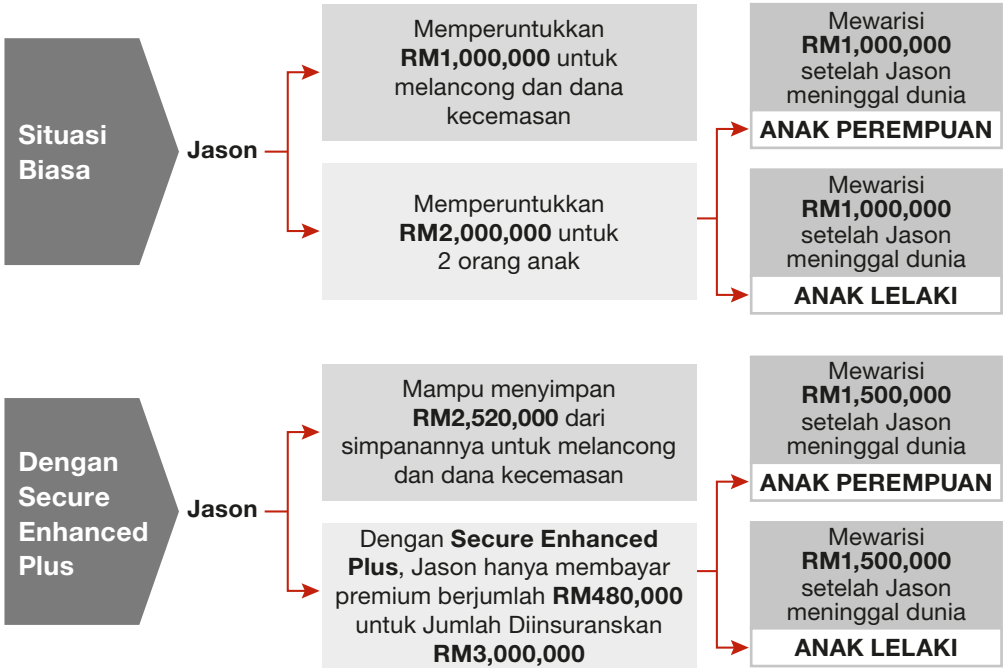 Situasi
Biasa
Jason
Memperuntukkan
RM1,000,000 untuk
melancong dan dana
kecemasan
Memperuntukkan
RM2,000,000 untuk
2 orang anak
Mewarisi
RM1,000,000
setelah Jason
meninggal dunia
ANAK PEREMPUAN
Mewarisi
RM1,000,000
setelah Jason
meninggal dunia
ANAK LELAKI
Dengan
Secure
Enhanced
Plus
Jason
Mampu menyimpan
RM2,520,000 dari
simpanannya untuk melancong
dan dana kecemasan
Dengan Secure Enhanced
Plus, Jason hanya membayar
premium berjumlah RM480,000
untuk Jumlah Diinsuranskan
RM3,000,000
Mewarisi
RM1,500,000
setelah Jason
meninggal dunia
ANAK PEREMPUAN
Mewarisi
RM1,500,000
setelah Jason
meninggal dunia
ANAK LELAKI